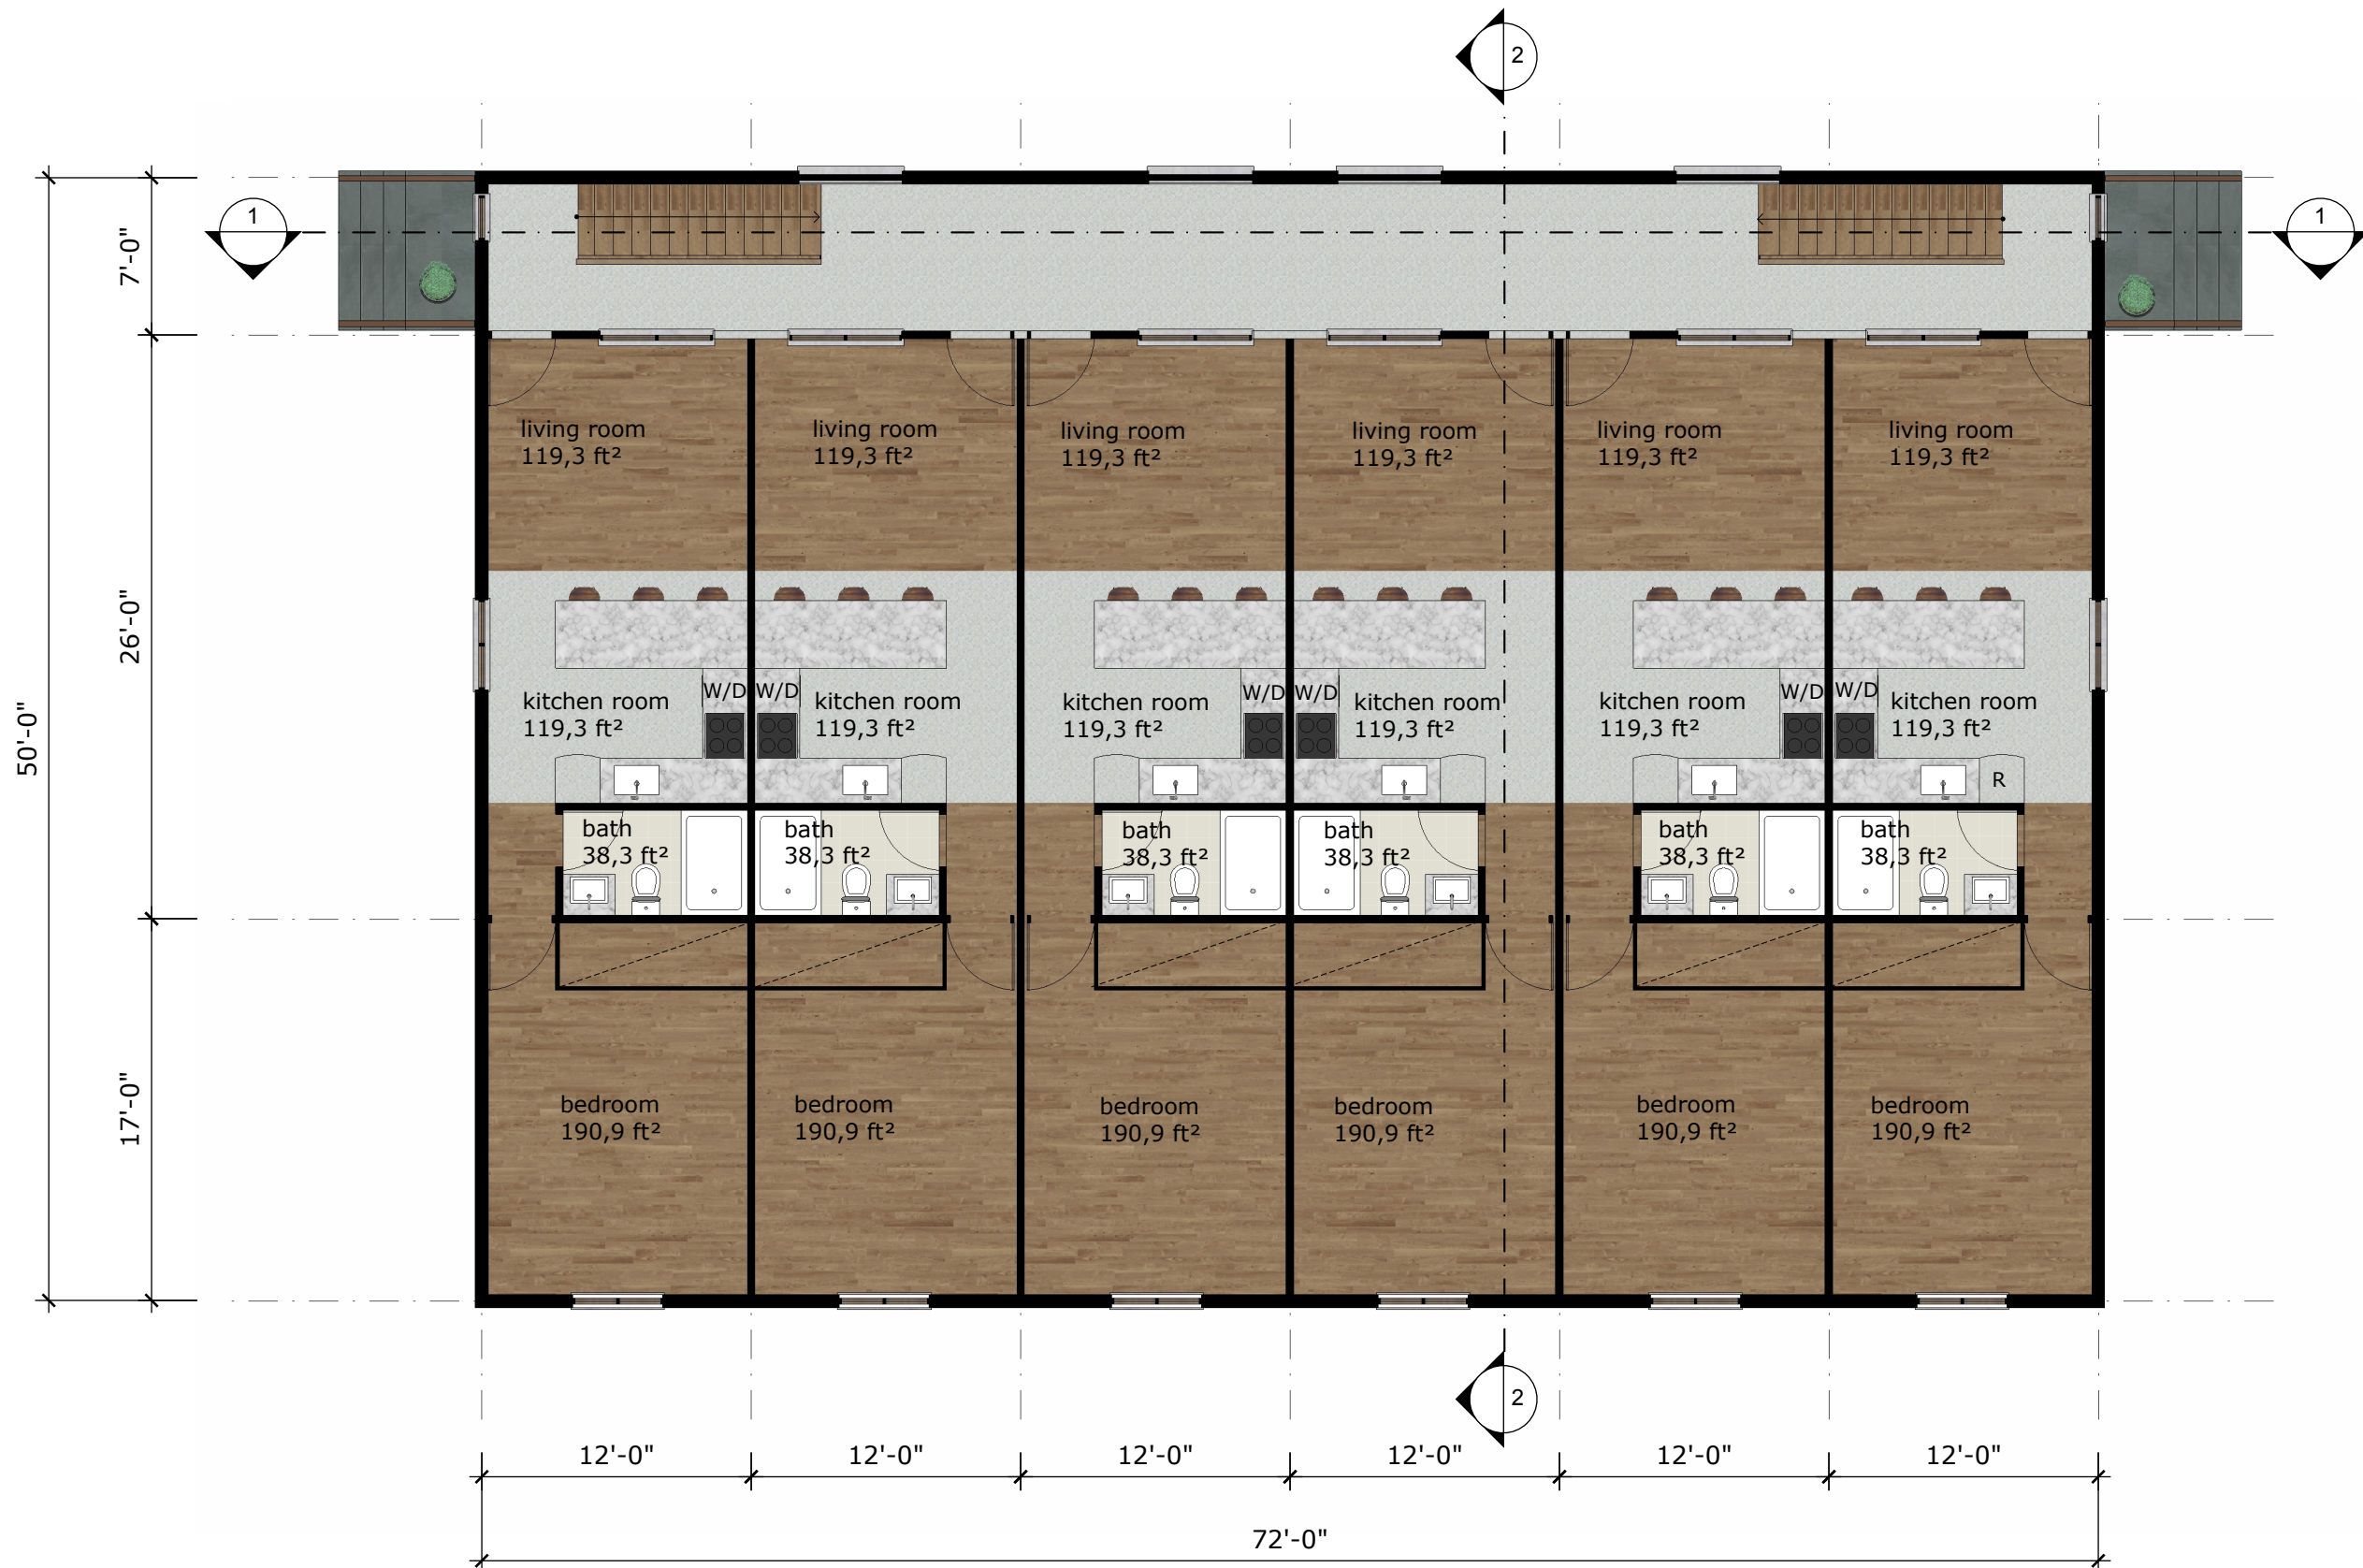 2
1
1
7'-0"
26'-0"
50'-0"
17'-0"
living room
119,3 ft²
living room
119,3 ft²
living room
119,3 ft²
living room
119,3 ft²
living room
119,3 ft²
living room
119,3 ft²
W/D
W/D
W/D
W/D
W/D
W/D
kitchen room
119,3 ft²
kitchen room
119,3 ft²
kitchen room
119,3 ft²
kitchen room
119,3 ft²
kitchen room
119,3 ft²
kitchen room
119,3 ft²
R
bath
38,3 ft²
bath
38,3 ft²
bath
38,3 ft²
bath
38,3 ft²
bath
38,3 ft²
bath
38,3 ft²
bedroom
190,9 ft²
bedroom
190,9 ft²
bedroom
190,9 ft²
bedroom
190,9 ft²
bedroom
190,9 ft²
bedroom
190,9 ft²
2
12'-0"
12'-0"
12'-0"
12'-0"
12'-0"
12'-0"
72'-0"